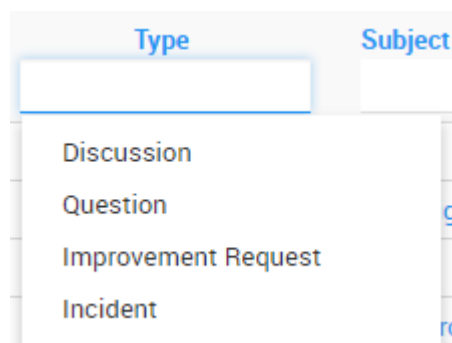 Type Subject
Discussion
Question
Improvement Request
Incident